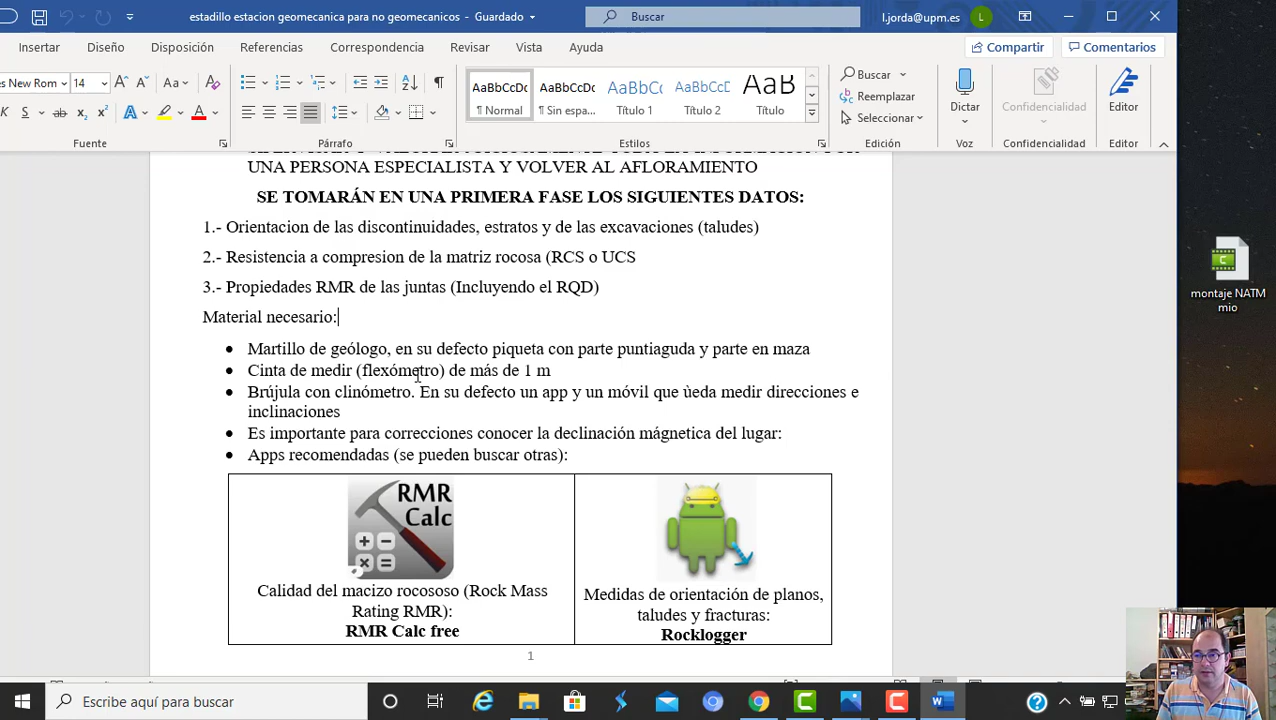 estadillo estacion geomecanica para no geomecanicos - Guardado
Buscar
l.jorda@upm.es
L
Insertar
Diseño
Disposición
Referencias
Correspondencia
Revisar
Vista
Ayuda
Compartir
Comentarios
es New Rom
14
AaBbCcDc
¶ Normal
AaBbCcDc
¶ Sin espa...
AaBbCcDc
Título 1
AaBbCcD
Título 2
AaB
Título
Buscar
Reemplazar
Seleccionar
Dictar
Confidencialidad
Editor
Fuente
Párrafo
Estilos
Edición
Voz
Confidencialidad
Editor
UNA PERSONA ESPECIALISTA Y VOLVER AL AFLORAMIENTO
SE TOMARÁN EN UNA PRIMERA FASE LOS SIGUIENTES DATOS:
1.- Orientacion de las discontinuidades, estratos y de las excavaciones (taludes)
2.- Resistencia a compresion de la matriz rocosa (RCS o UCS
3.- Propiedades RMR de las juntas (Incluyendo el RQD)
Material necesario:
• Martillo de geólogo, en su defecto piqueta con parte puntiaguda y parte en maza
• Cinta de medir (flexómetro) de más de 1 m
• Brújula con clinómetro. En su defecto un app y un móvil que ùeda medir direcciones e
inclinaciones
• Es importante para correcciones conocer la declinación mágnetica del lugar:
• Apps recomendadas (se pueden buscar otras):
RMR
Calc
Calidad del macizo rocososo (Rock Mass
Rating RMR):
RMR Calc free
Medidas de orientación de planos,
taludes y fracturas:
Rocklogger
1
montaje NATM
mio
Escribe aquí para buscar